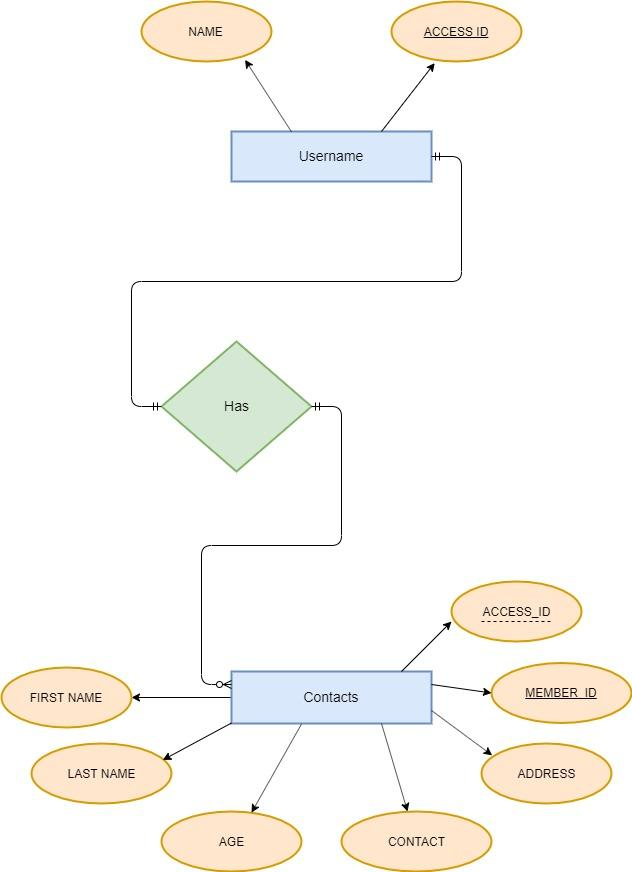 NAME
ACCESS ID
Username
Has
ACCESS_ID
Contacts
MEMBER_ID
FIRST NAME
LAST NAME
ADDRESS
AGE
CONTACT